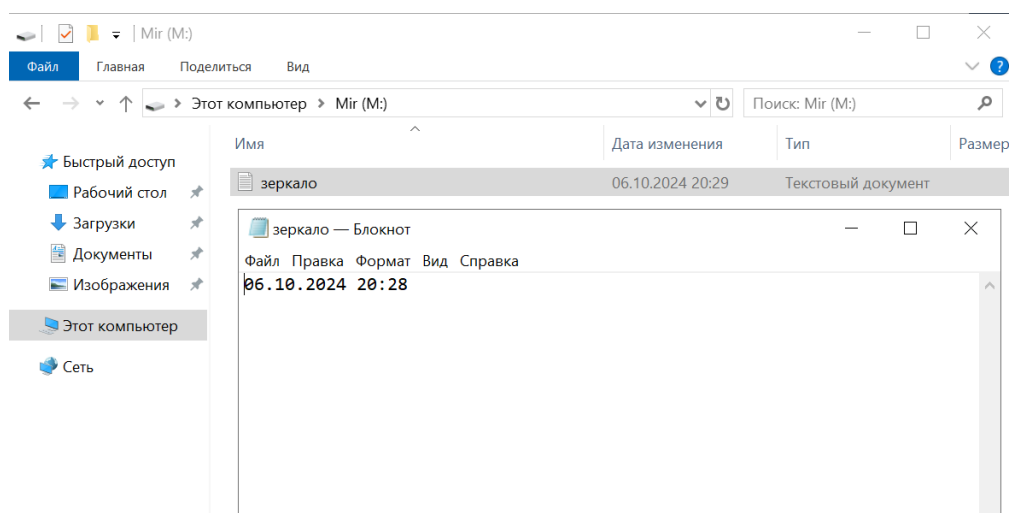 Mir (M:)
Файл Главная Поделиться Вид
Этот компьютер Mir (M:) Поиск: Mir (M:)
Имя Дата изменения Тип Размер
Быстрый доступ
Рабочий стол
Загрузки
Документы
Изображения
Этот компьютер
Сеть
зеркало 06.10.2024 20:29 Текстовый документ
зеркало — Блокнот
Файл Правка Формат Вид Справка
06.10.2024 20:28